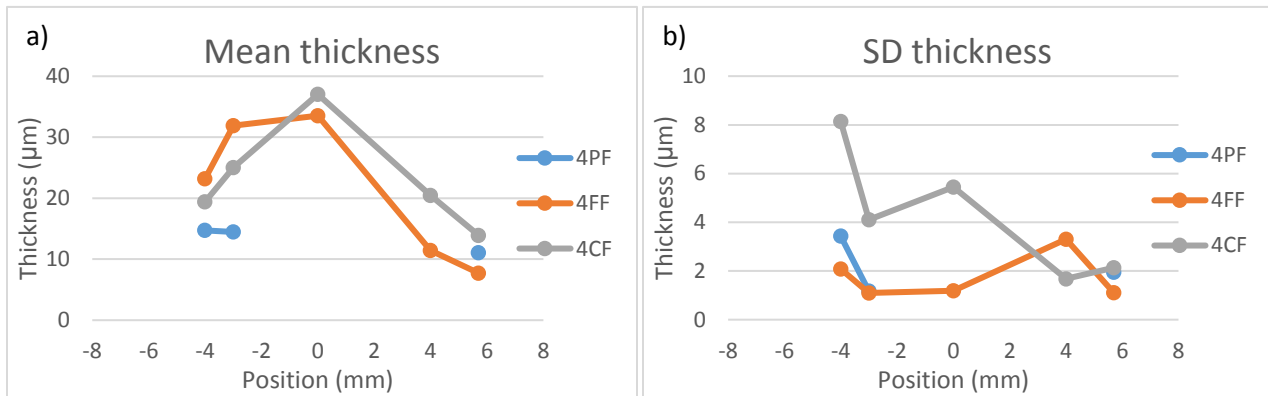 a)
Mean thickness
Thickness (µm)
40
30
20
10
0
-8 -6 -4 -2 0 2 4 6 8
Position (mm)
4PF
4FF
4CF
b)
SD thickness
Thickness (µm)
10
8
6
4
2
0
-8 -6 -4 -2 0 2 4 6 8
Position (mm)
4PF
4FF
4CF